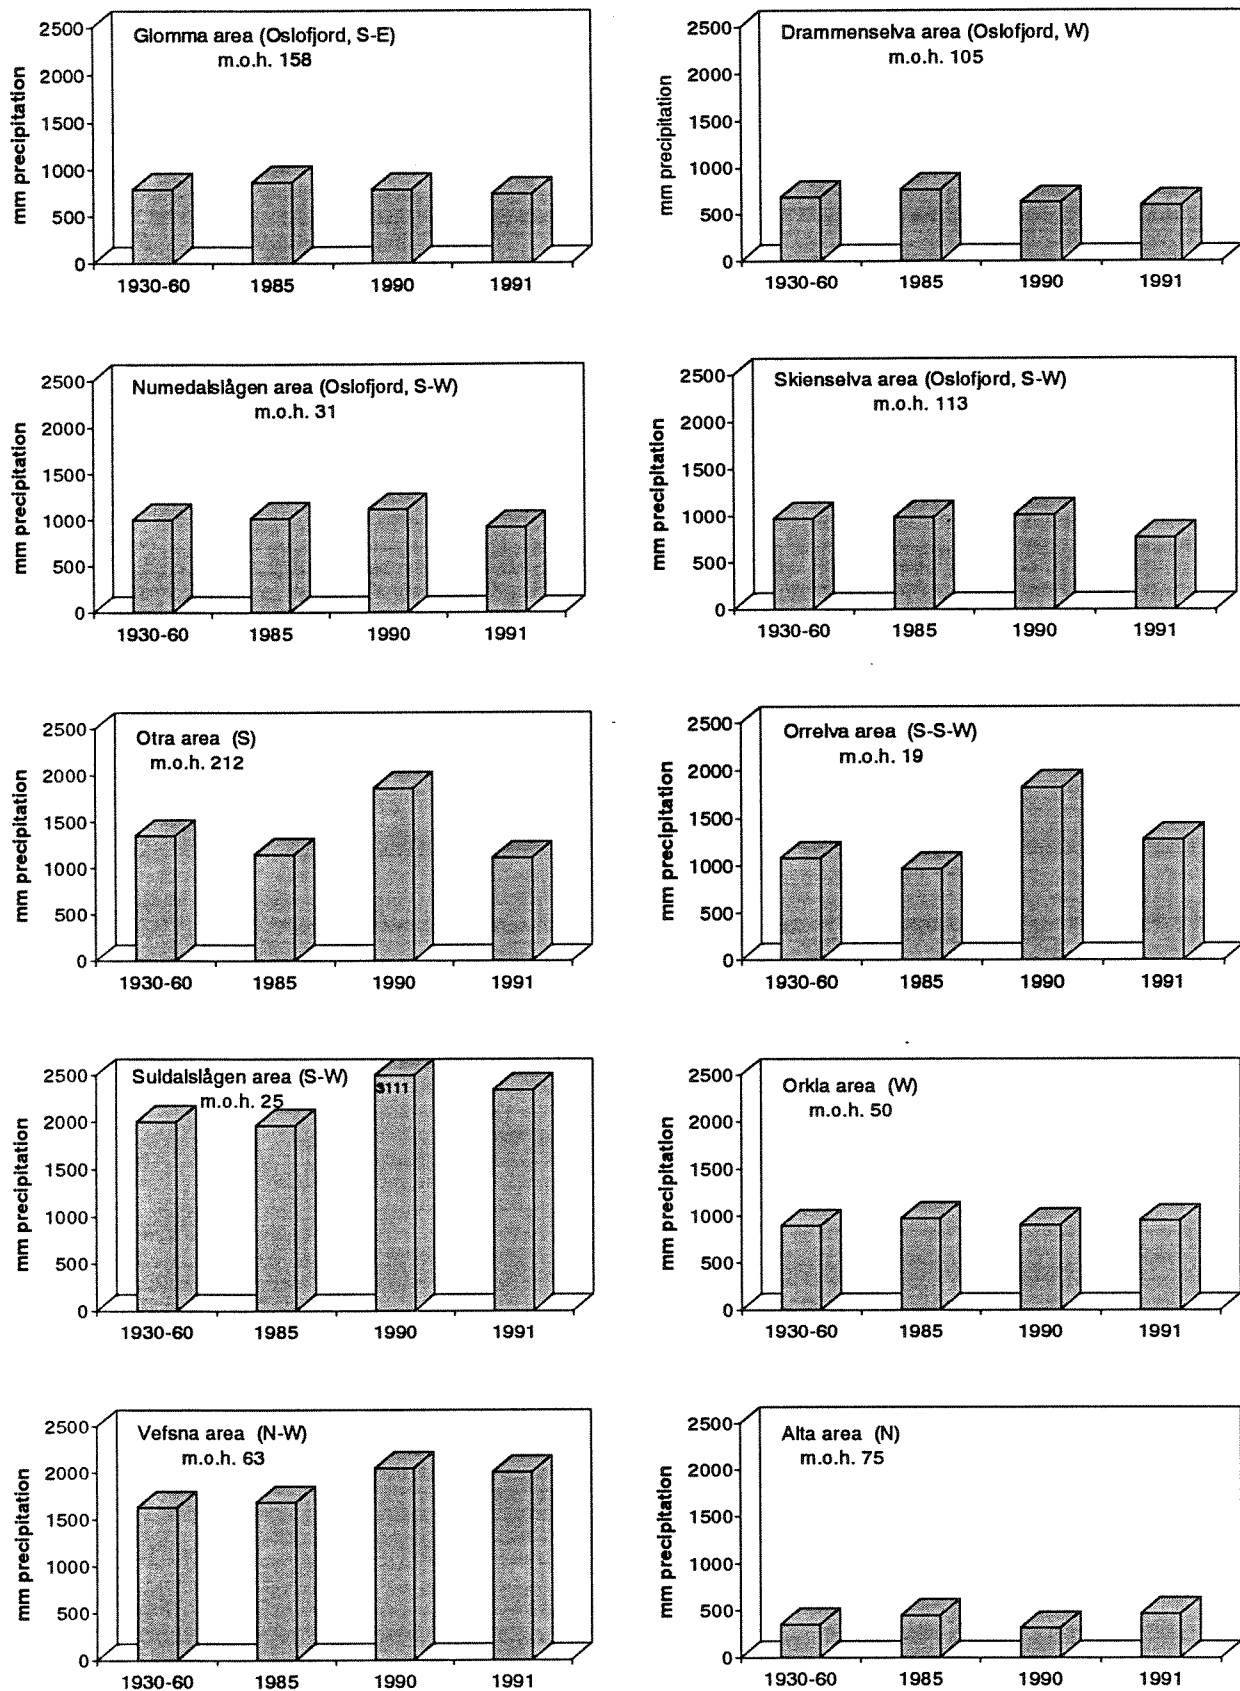 Glomma area (Oslofjord, S-E)
m.o.h. 158
mm precipitation
2500
2000
1500
1000
500
0
1930-60 1985 1990 1991
Drammenselva area (Oslofjord, W)
m.o.h. 105
mm precipitation
2500
2000
1500
1000
500
0
1930-60 1985 1990 1991
Numedalslågen area (Oslofjord, S-W)
m.o.h. 31
mm precipitation
2500
2000
1500
1000
500
0
1930-60 1985 1990 1991
Skienselva area (Oslofjord, S-W)
m.o.h. 113
mm precipitation
2500
2000
1500
1000
500
0
1930-60 1985 1990 1991
Otra area (S)
m.o.h. 212
mm precipitation
2500
2000
1500
1000
500
0
1930-60 1985 1990 1991
Orrelva area (S-S-W)
m.o.h. 19
mm precipitation
2500
2000
1500
1000
500
0
1930-60 1985 1990 1991
Suldalslågen area (S-W)
m.o.h. 25
3111
mm precipitation
2500
2000
1500
1000
500
0
1930-60 1985 1990 1991
Orkla area (W)
m.o.h. 50
mm precipitation
2500
2000
1500
1000
500
0
1930-60 1985 1990 1991
Vefsna area (N-W)
m.o.h. 63
mm precipitation
2500
2000
1500
1000
500
0
1930-60 1985 1990 1991
Alta area (N)
m.o.h. 75
mm precipitation
2500
2000
1500
1000
500
0
1930-60 1985 1990 1991